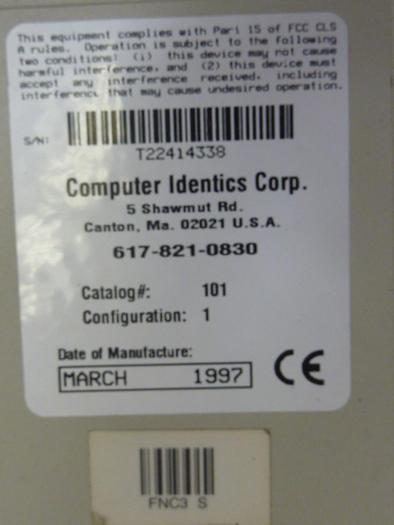 This equipment complies with Part 15 of FCC CLS
A rules. Operation is subject to the following
two conditions: (1) this device may not cause
harmful interference, and (2) this device must
accept any interference received, including
interference that may cause undesired operation.
S/N:
T22414338
Computer Identics Corp.
5 Shawmut Rd.
Canton, Ma. 02021 U.S.A.
617-821-0830
Catalog#: 101
Configuration: 1
Date of Manufacture:
MARCH 1997
CE
FNC3 S